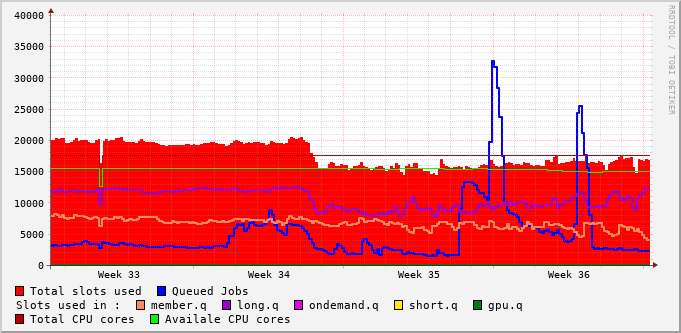 RRDTOOL / TOBI OETIKER
40000
35000
30000
25000
20000
15000
10000
5000
0
Week 33 Week 34 Week 35 Week 36
Total slots used Queued Jobs
Slots used in : member.q long.q ondemand.q short.q gpu.q
Total CPU cores Availale CPU cores